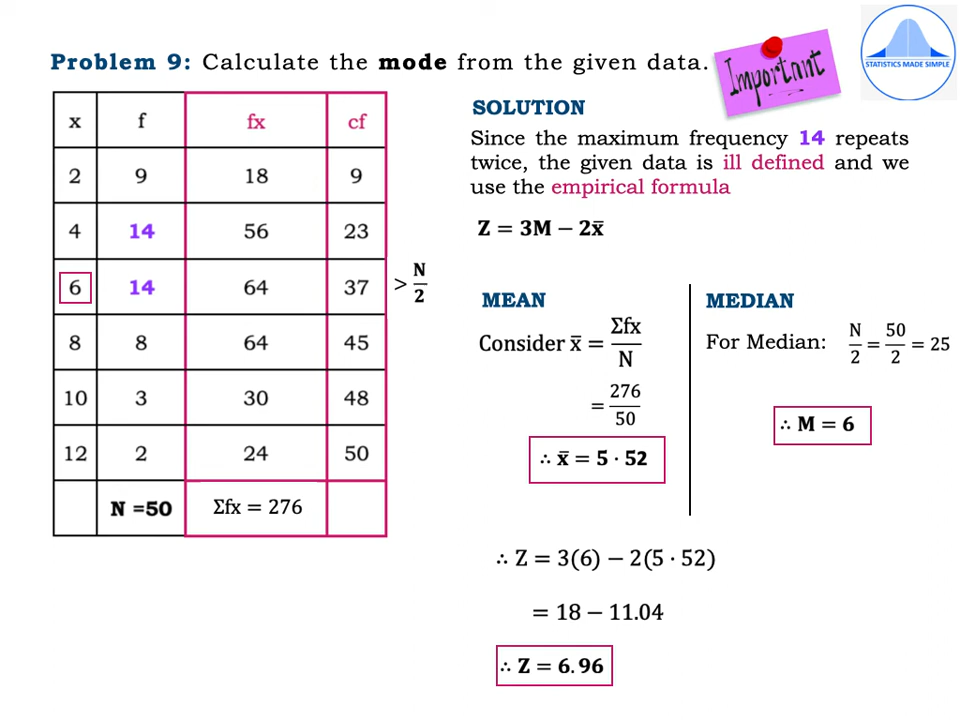 Problem 9: Calculate the mode from the given data.
Important
STATISTICS MADE SIMPLE
x f fx cf
2 9 18 9
4 14 56 23
6 14 64 37 > N/2
8 8 64 45
10 3 30 48
12 2 24 50
N =50 Σfx = 276
SOLUTION
Since the maximum frequency 14 repeats
twice, the given data is ill defined and we
use the empirical formula
Z = 3M − 2x̄
MEAN
Consider x̄ = Σfx/N
= 276/50
∴ x̄ = 5 · 52
MEDIAN
For Median: N/2 = 50/2 = 25
∴ M = 6
∴ Z = 3(6) − 2(5 · 52)
= 18 − 11.04
∴ Z = 6.96